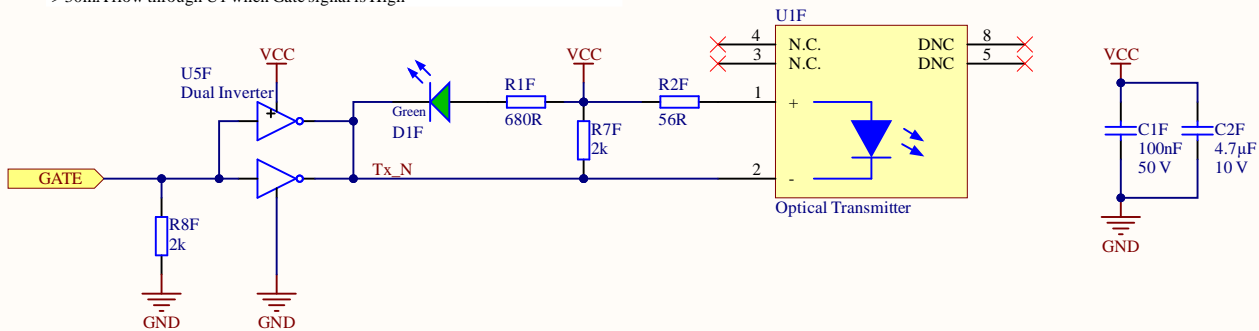 U1F
4 N.C. DNC 8
3 N.C. DNC 5
VCC VCC VCC
U5F
Dual Inverter
R1F R2F
1 +
Green
680R 56R
D1F
R7F
2k
C1F C2F
100nF 4.7µF
50 V 10 V
GATE
Tx_N
2 -
Optical Transmitter
R8F
2k
GND
GND GND